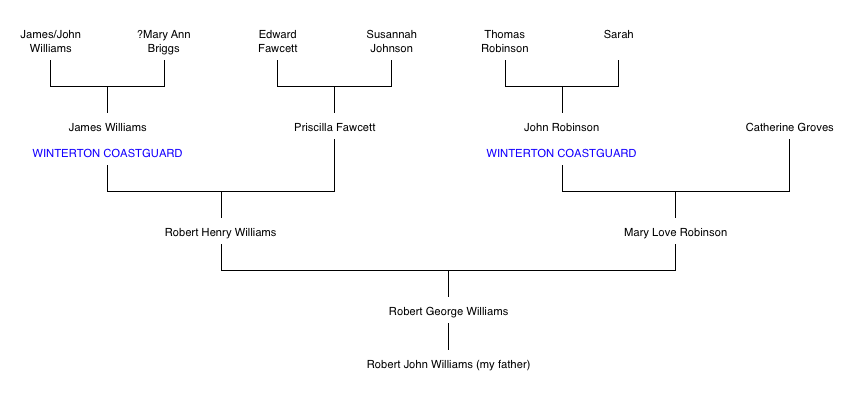 James/John
Williams
?Mary Ann
Briggs
Edward
Fawcett
Susannah
Johnson
Thomas
Robinson
Sarah
James Williams
Priscilla Fawcett
John Robinson
Catherine Groves
WINTERTON COASTGUARD
WINTERTON COASTGUARD
Robert Henry Williams
Mary Love Robinson
Robert George Williams
Robert John Williams (my father)